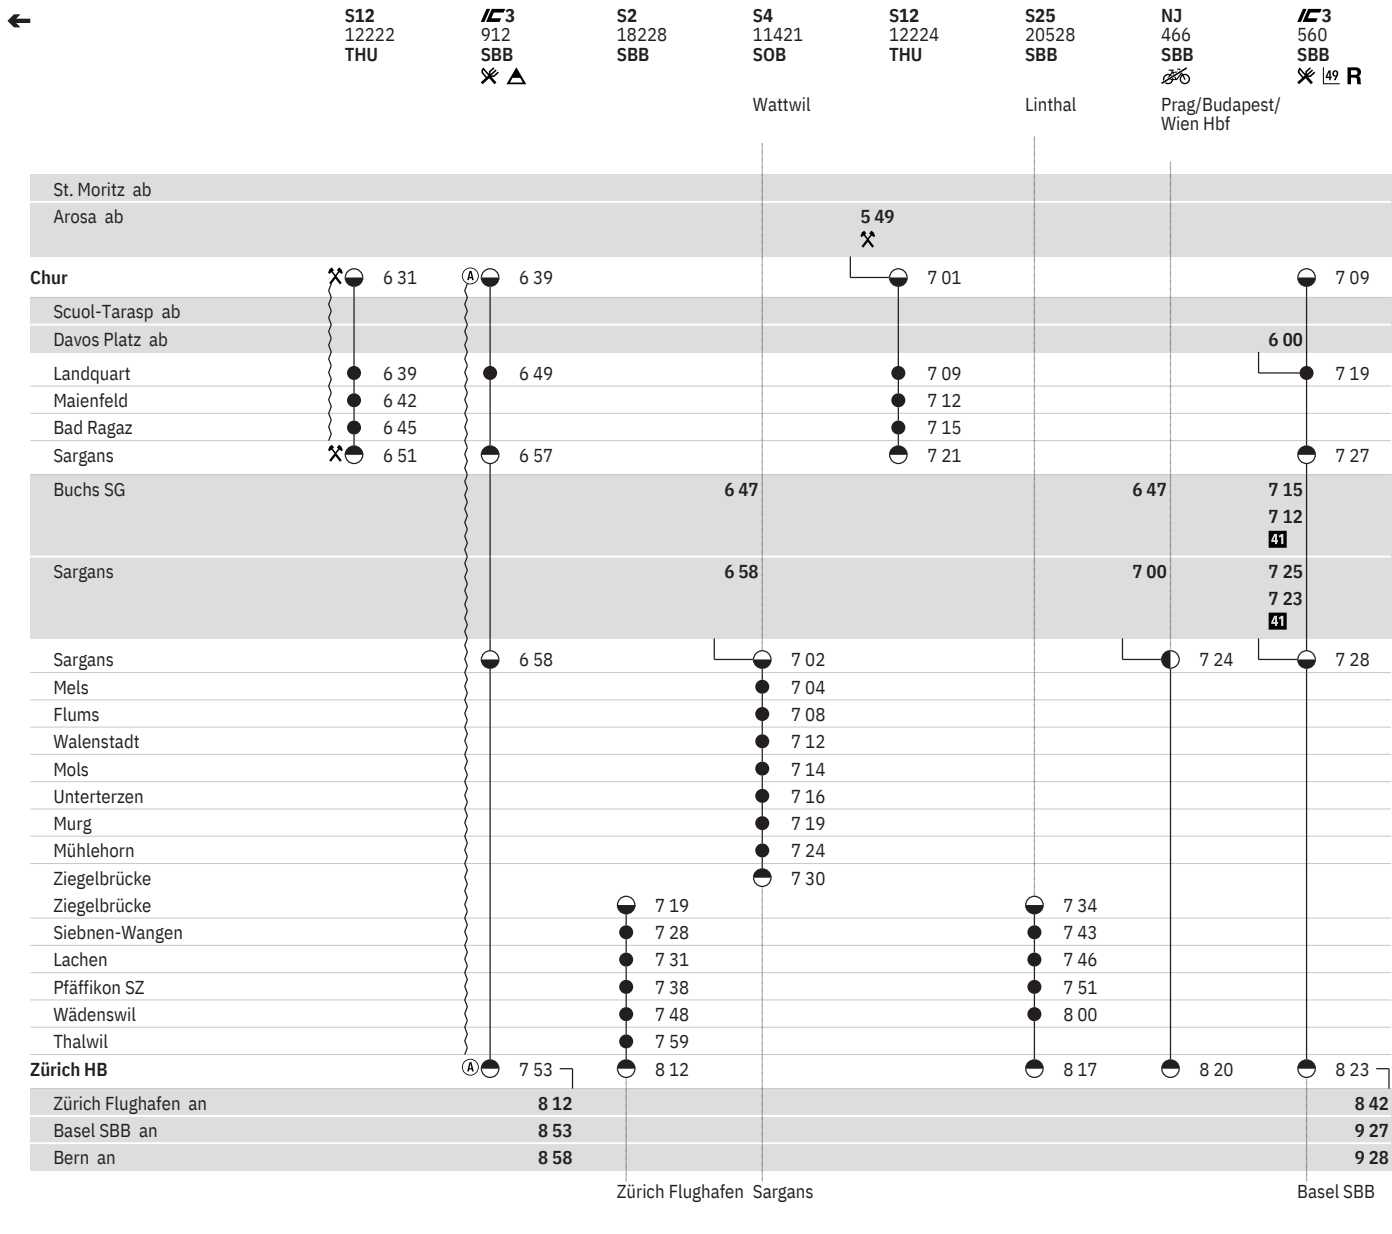 S12 IC3 S2 S4 S12 S25 NJ IC3
12222 912 18228 11421 12224 20528 466 560
THU SBB SBB SOB THU SBB SBB SBB
49 R
Wattwil Linthal Prag/Budapest/
Wien Hbf
St. Moritz ab
Arosa ab 5 49
Chur 6 31 A 6 39 7 01 7 09
Scuol-Tarasp ab
Davos Platz ab 6 00
Landquart 6 39 6 49 7 09 7 19
Maienfeld 6 42 7 12
Bad Ragaz 6 45 7 15
Sargans 6 51 6 57 7 21 7 27
Buchs SG 6 47 6 47 7 15
7 12
41
Sargans 6 58 7 00 7 25
7 23
41
Sargans 6 58 7 02 7 24 7 28
Mels 7 04
Flums 7 08
Walenstadt 7 12
Mols 7 14
Unterterzen 7 16
Murg 7 19
Mühlehorn 7 24
Ziegelbrücke 7 30
Ziegelbrücke 7 19 7 34
Siebnen-Wangen 7 28 7 43
Lachen 7 31 7 46
Pfäffikon SZ 7 38 7 51
Wädenswil 7 48 8 00
Thalwil 7 59
Zürich HB A 7 53 8 12 8 17 8 20 8 23
Zürich Flughafen an 8 12 8 42
Basel SBB an 8 53 9 27
Bern an 8 58 9 28
Zürich Flughafen Sargans Basel SBB